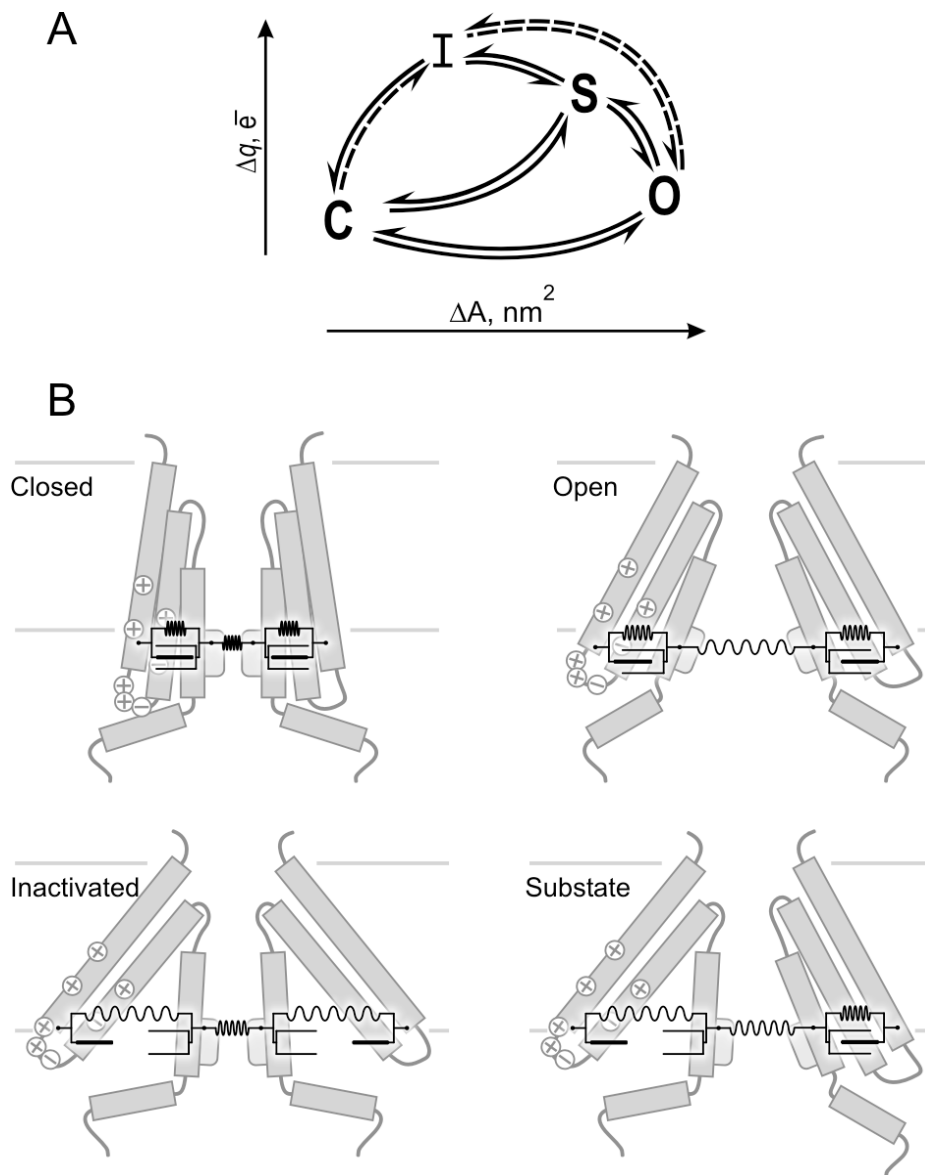 A
Δq, ē
I
S
C
O
ΔA, nm²
B
Closed
Open
+
+
+
+
+
−
−
+
+
+
+
+
−
−
Inactivated
Substate
+
+
+
+
+
−
+
+
+
+
+
−